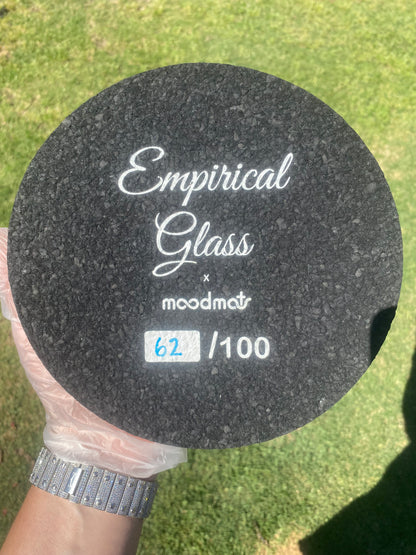 Empirical
Glass
x
moodmats
62 /100